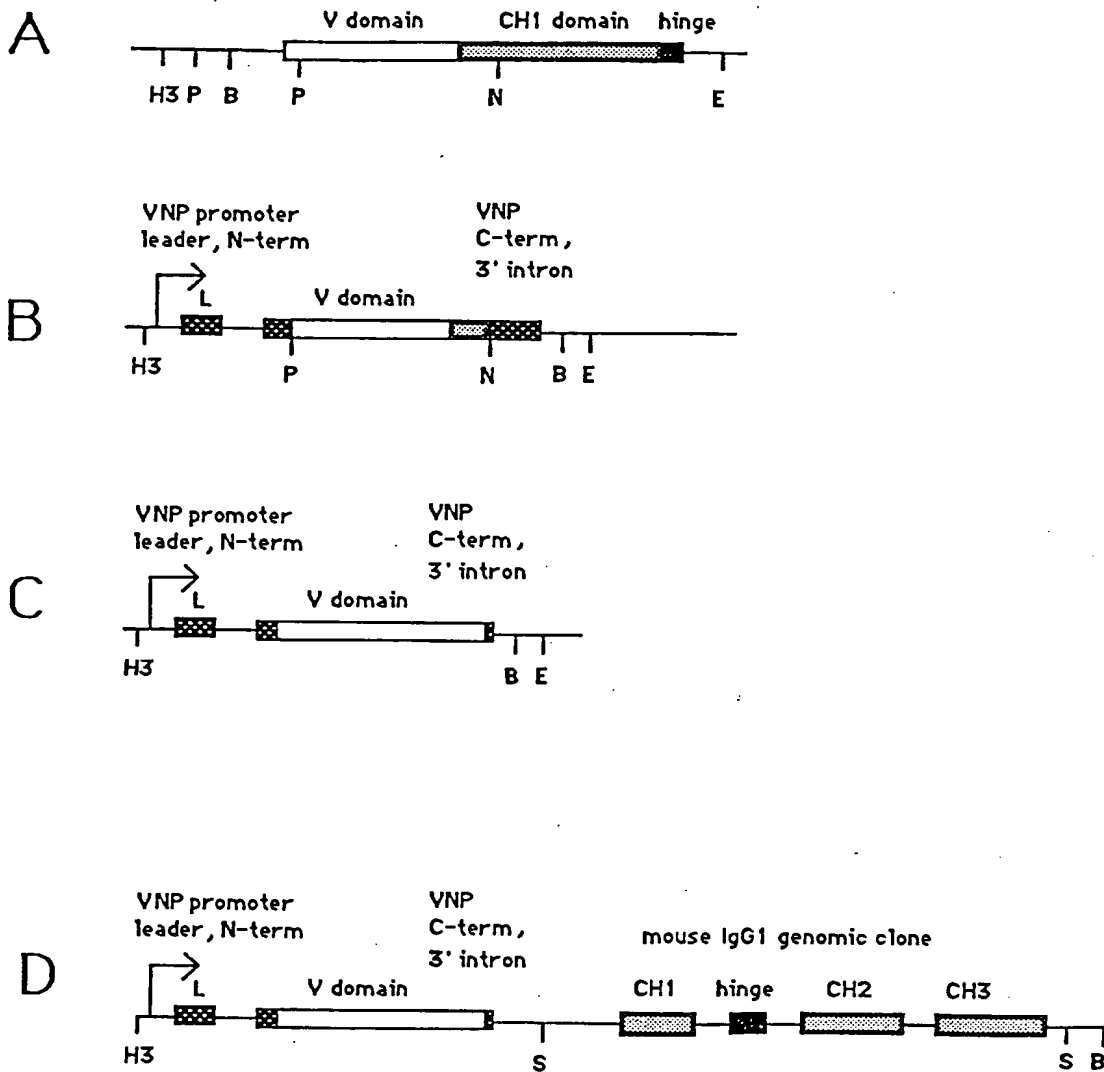 A
V domain CH1 domain hinge
H3 P B P N E
B
VNP promoter
leader, N-term
VNP
C-term,
3' intron
L
V domain
H3 P N B E
C
VNP promoter
leader, N-term
VNP
C-term,
3' intron
L
V domain
H3 B E
D
VNP promoter
leader, N-term
VNP
C-term,
3' intron
mouse IgG1 genomic clone
L
V domain
CH1 hinge CH2 CH3
H3 S S B